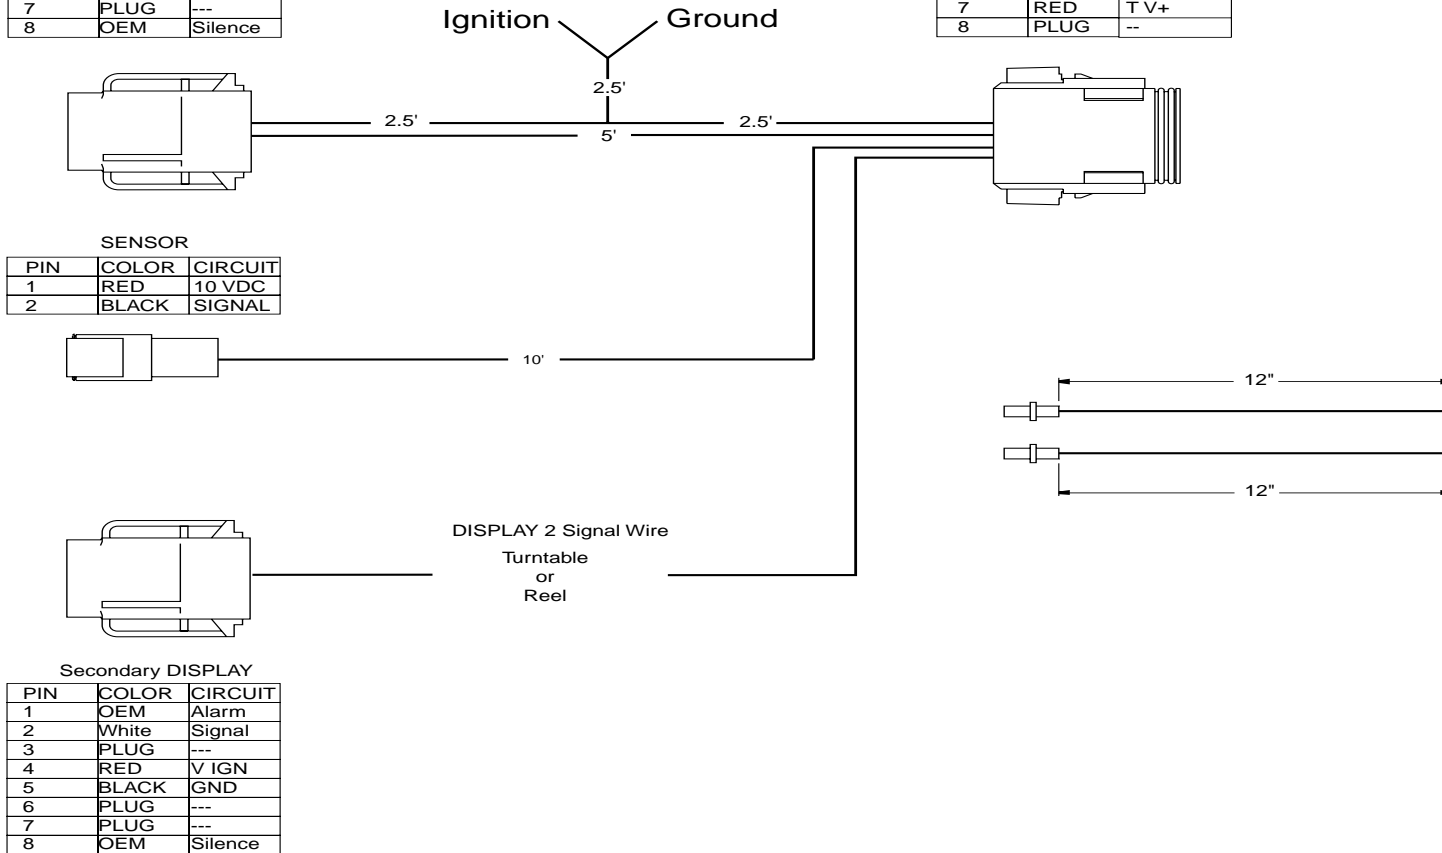 7 PLUG ---
8 OEM Silence
Ignition Ground
7 RED T V+
8 PLUG --
2.5'
2.5' 2.5'
5'
SENSOR
PIN COLOR CIRCUIT
1 RED 10 VDC
2 BLACK SIGNAL
10'
12"
12"
DISPLAY 2 Signal Wire
Turntable
or
Reel
Secondary DISPLAY
PIN COLOR CIRCUIT
1 OEM Alarm
2 White Signal
3 PLUG ---
4 RED V IGN
5 BLACK GND
6 PLUG ---
7 PLUG ---
8 OEM Silence